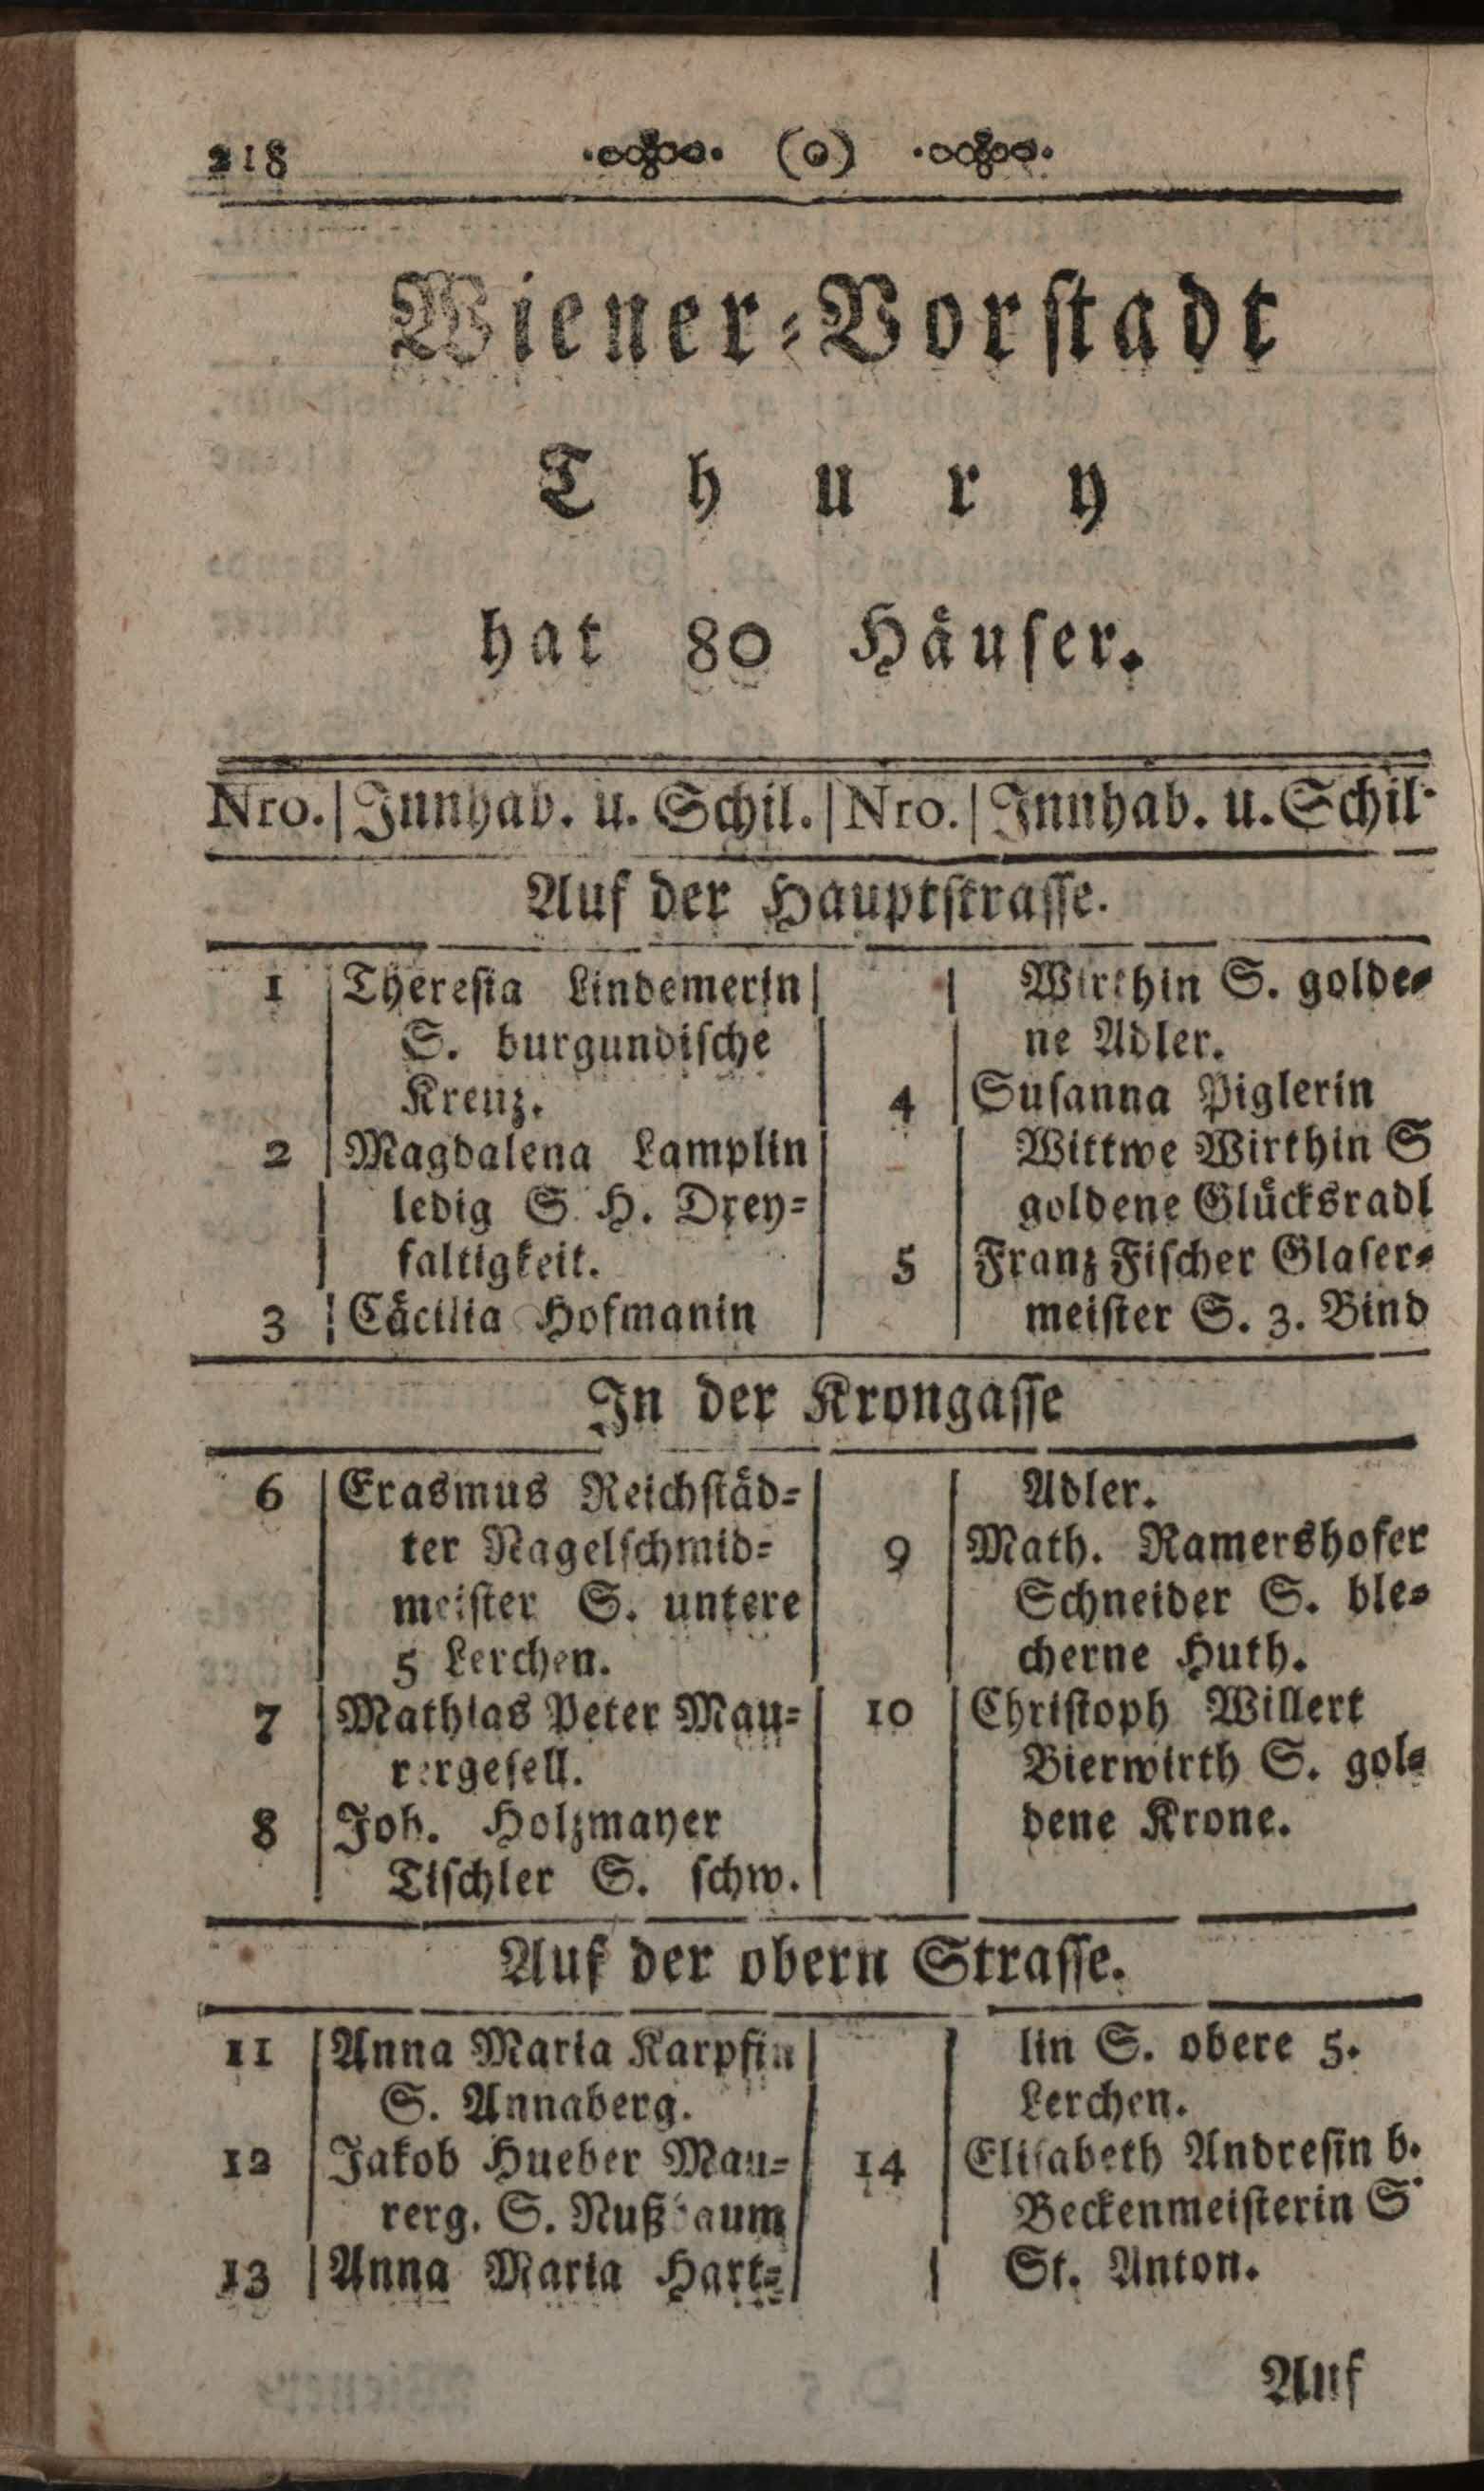 218 (o)
Wiener-Vorstadt
Thury
hat 80 Häuser.
Nro. | Innhab. u. Schil. | Nro. | Innhab. u. Schil.
Auf der Hauptstrasse.
1 Theresia Lindemerin
S. burgundische
Kreuz.
2 Magdalena Lamplin
ledig S. H. Drey-
faltigkeit.
3 Cäcilia Hofmanin
Wirthin S. golde-
ne Adler.
4 Susanna Piglerin
Wittwe Wirthin S
goldene Glücksradl
5 Franz Fischer Glaser-
meister S. 3. Bind
In der Krongasse
6 Erasmus Reichstäd-
ter Nagelschmid-
meister S. untere
5 Lerchen.
7 Mathias Peter Mau-
rergesell.
8 Joh. Holzmayer
Tischler S. schw.
Adler.
9 Math. Ramershofer
Schneider S. ble-
cherne Huth.
10 Christoph Willert
Bierwirth S. gol-
dene Krone.
Auf der obern Strasse.
11 Anna Maria Karpfin
S. Annaberg.
12 Jakob Hueber Mau-
rerg. S. Nußbaum
13 Anna Maria Hart-
lin S. obere 5.
Lerchen.
14 Elisabeth Andresin b.
Beckenmeisterin S.
St. Anton.
Auf